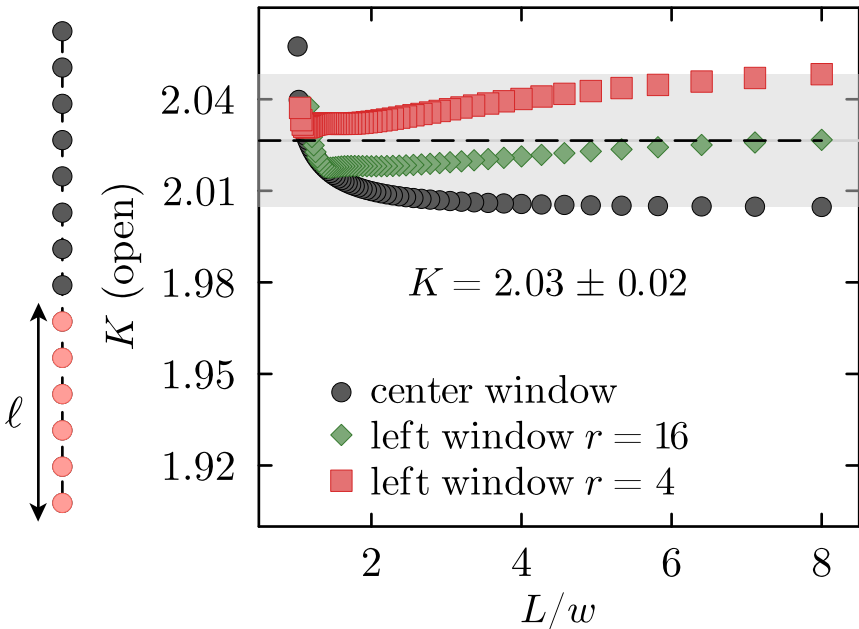 ℓ
K (open)
2.04
2.01
1.98
1.95
1.92
K = 2.03 ± 0.02
center window
left window r = 16
left window r = 4
2 4 6 8
L/w